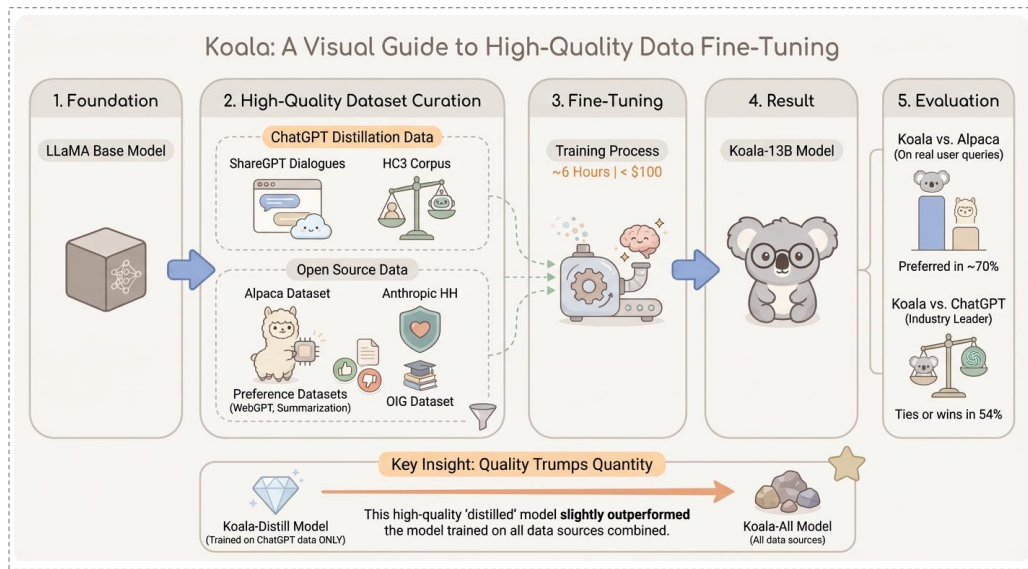 Koala: A Visual Guide to High-Quality Data Fine-Tuning
1. Foundation
LLaMA Base Model
2. High-Quality Dataset Curation
ChatGPT Distillation Data
ShareGPT Dialogues
HC3 Corpus
Open Source Data
Alpaca Dataset
Anthropic HH
Preference Datasets
(WebGPT, Summarization)
OIG Dataset
3. Fine-Tuning
Training Process
~6 Hours | < $100
4. Result
Koala-13B Model
5. Evaluation
Koala vs. Alpaca
(On real user queries)
Preferred in ~70%
Koala vs. ChatGPT
(Industry Leader)
Ties or wins in 54%
Key Insight: Quality Trumps Quantity
Koala-Distill Model
(Trained on ChatGPT data ONLY)
This high-quality 'distilled' model slightly outperformed
the model trained on all data sources combined.
Koala-All Model
(All data sources)